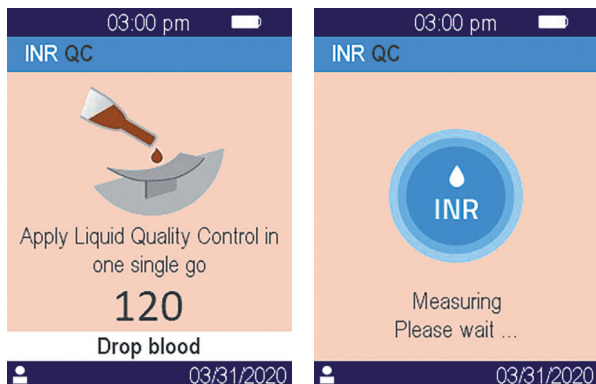 03:00 pm
INR QC
Apply Liquid Quality Control in
one single go
120
Drop blood
03/31/2020
03:00 pm
INR QC
INR
Measuring
Please wait ...
03/31/2020